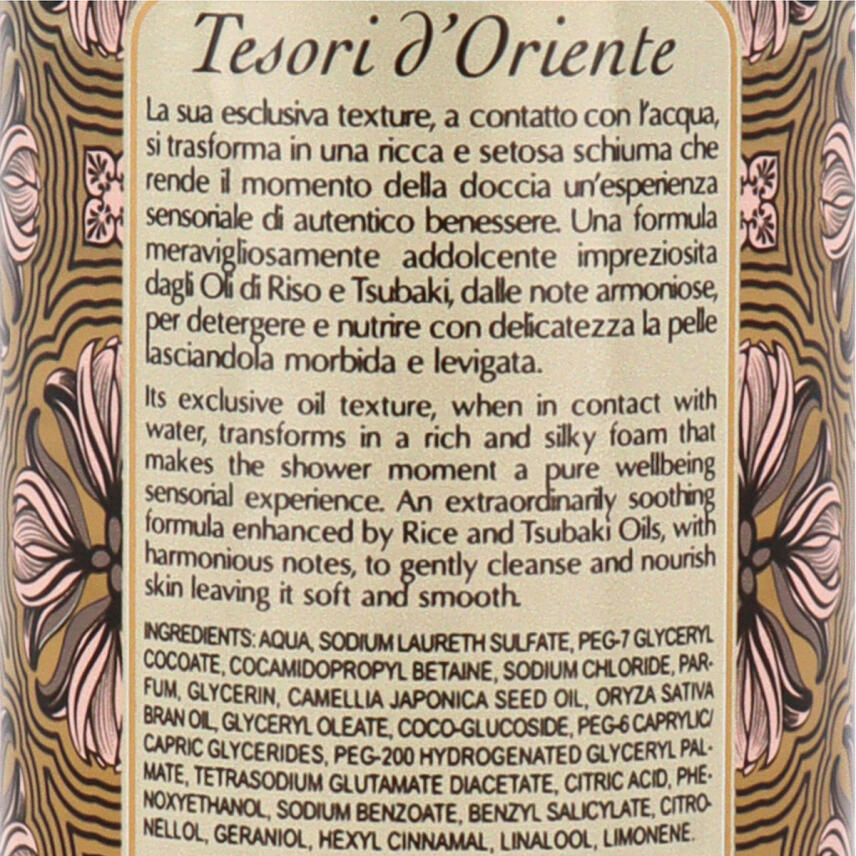 Tesori d'Oriente
La sua esclusiva texture, a contatto con l'acqua,
si trasforma in una ricca e setosa schiuma che
rende il momento della doccia un'esperienza
sensoriale di autentico benessere. Una formula
meravigliosamente addolcente impreziosita
dagli Oli di Riso e Tsubaki, dalle note armoniose,
per detergere e nutrire con delicatezza la pelle
lasciandola morbida e levigata.
Its exclusive oil texture, when in contact with
water, transforms in a rich and silky foam that
makes the shower moment a pure wellbeing
sensorial experience. An extraordinarily soothing
formula enhanced by Rice and Tsubaki Oils, with
harmonious notes, to gently cleanse and nourish
skin leaving it soft and smooth.
INGREDIENTS: AQUA, SODIUM LAURETH SULFATE, PEG-7 GLYCERYL
COCOATE, COCAMIDOPROPYL BETAINE, SODIUM CHLORIDE, PAR-
FUM, GLYCERIN, CAMELLIA JAPONICA SEED OIL, ORYZA SATIVA
BRAN OIL, GLYCERYL OLEATE, COCO-GLUCOSIDE, PEG-6 CAPRYLIC/
CAPRIC GLYCERIDES, PEG-200 HYDROGENATED GLYCERYL PAL-
MATE, TETRASODIUM GLUTAMATE DIACETATE, CITRIC ACID, PHE-
NOXYETHANOL, SODIUM BENZOATE, BENZYL SALICYLATE, CITRO-
NELLOL, GERANIOL, HEXYL CINNAMAL, LINALOOL, LIMONENE.